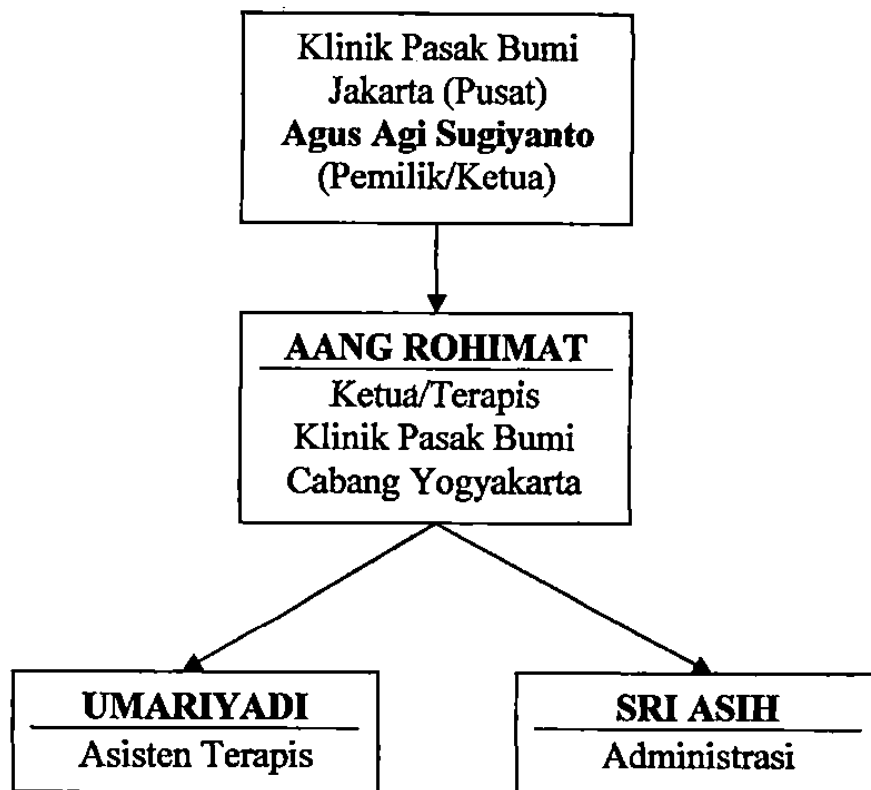 Klinik Pasak Bumi
Jakarta (Pusat)
Agus Agi Sugiyanto
(Pemilik/Ketua)
AANG ROHIMAT
Ketua/Terapis
Klinik Pasak Bumi
Cabang Yogyakarta
UMARIYADI
Asisten Terapis
SRI ASIH
Administrasi